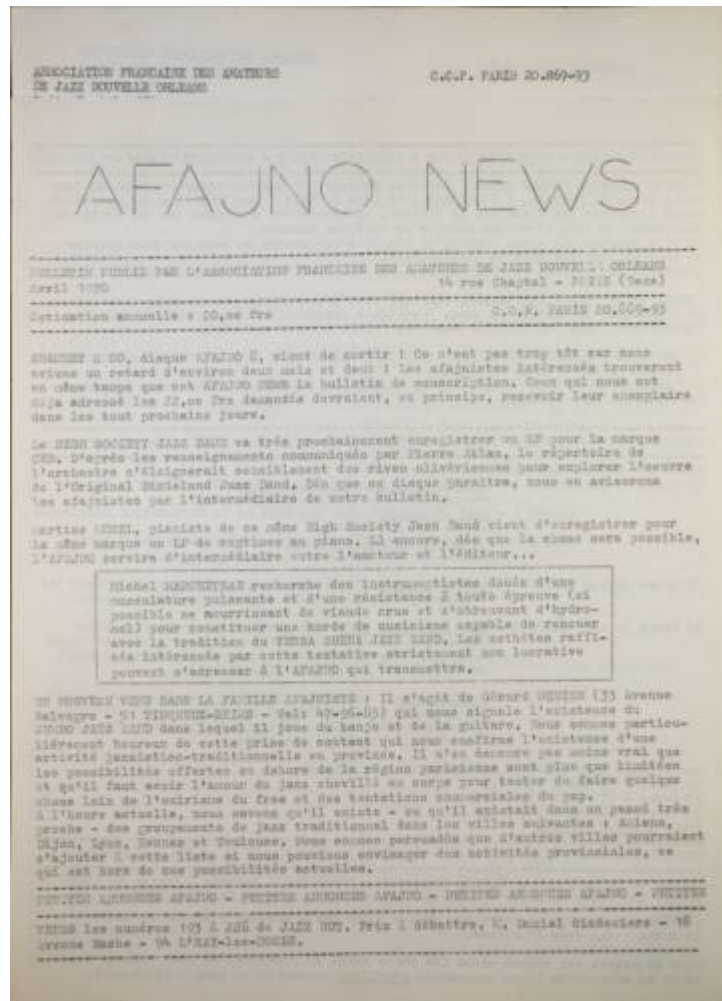 ASSOCIATION FRANCAISE DES AMATEURS
DE JAZZ NOUVELLE ORLEANS
C.C.P. PARIS 20.869-93
AFAJNO NEWS
BULLETIN PUBLIE PAR L'ASSOCIATION FRANCAISE DES AMATEURS DE JAZZ NOUVELLE ORLEANS
Avril 14 rue Chaptal - PARIS (9eme)
Cotisation annuelle : frs C.C.P. PARIS 20.869-93
& CO, disque AFAJNO 2, vient de sortir ! Ce n'est pas trop tôt car nous
avions un retard d'environ deux mois et demi ! Les afajnistes intéressés trouveront
en même temps que cet AFAJNO NEWS le bulletin de souscription. Ceux qui nous ont
déja adressé les Frs demandés devraient, en principe, recevoir leur exemplaire
dans les tout prochains jours.
Le HIGH SOCIETY JAZZ BAND va très prochainement enregistrer un LP pour la marque
D'après les renseignements communiqués par Pierre Atlan, le répertoire de
l'orchestre s'éloignerait sensiblement des rives olivériennes pour explorer l'oeuvre
de l'Original Dixieland Jazz Band. Dès que ce disque paraîtra, nous en aviserons
les afajnistes par l'intermédiaire de notre bulletin.
Martine pianiste de ce même High Society Jazz Band vient d'enregistrer pour
la même marque un LP de ragtimes en piano. Là encore, dès que la chose sera possible,
l'AFAJNO servira d'intermédiaire entre l'amateur et l'éditeur...
Michel recherche des instrumentistes doués d'une
musculature puissante et d'une résistance à toute épreuve (si
possible se nourrissant de viande crue et s'abreuvant d'hydro-
mel) pour constituer une horde de musiciens capable de renouer
avec la tradition du YERBA BUENA JAZZ BAND. Les esthètes raffi-
nés intéressés par cette tentative strictement non lucrative
peuvent s'adresser à l'AFAJNO qui transmettra.
UN NOUVEAU VENU DANS LA FAMILLE AFAJNISTE : Il s'agit de Gérard (33 Avenue
- 51 TINQUEUX-REIMS - Tel: qui nous signale l'existence du
JAZZ BAND dans lequel il joue du banjo et de la guitare. Nous sommes particu-
lièrement heureux de cette prise de contact qui nous confirme l'existence d'une
activité jazzistico-traditionnelle en province. Il n'en demeure pas moins vrai que
les possibilités offertes en dehors de la région parisienne sont plus que limitées
et qu'il faut avoir l'amour du jazz chevillé au corps pour tenter de faire quelque
chose loin de l'onirisme du free et des tentations commerciales du pop.
A l'heure actuelle, nous savons qu'il existe - ou qu'il existait dans un passé très
proche - des groupements de jazz traditionnel dans les villes suivantes : Amiens,
Dijon, Lyon, Rennes et Toulouse. Nous sommes persuadés que d'autres villes pourraient
s'ajouter à cette liste si nous pouvions envisager des activités provinciales, ce
qui est hors de nos possibilités actuelles.
PETITES ANNONCES AFAJNO - PETITES ANNONCES AFAJNO - PETITES ANNONCES AFAJNO - PETITES
VENDS les numéros 193 à de JAZZ HOT. Prix à débattre. M. Daniel - 18
Avenue - 94 L'HAY-les-ROSES.